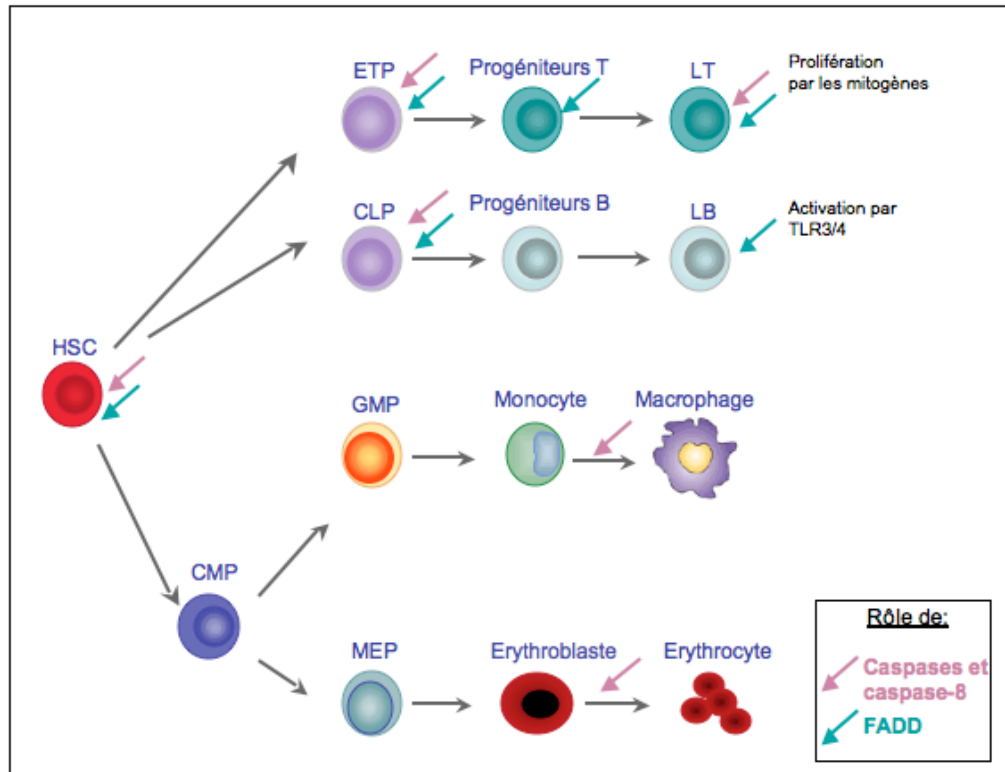 ETP
Progéniteurs T
LT
Prolifération
par les mitogènes
CLP
Progéniteurs B
LB
Activation par
TLR3/4
HSC
GMP
Monocyte
Macrophage
CMP
MEP
Erythroblaste
Erythrocyte
Rôle de:
Caspases et
caspase-8
FADD